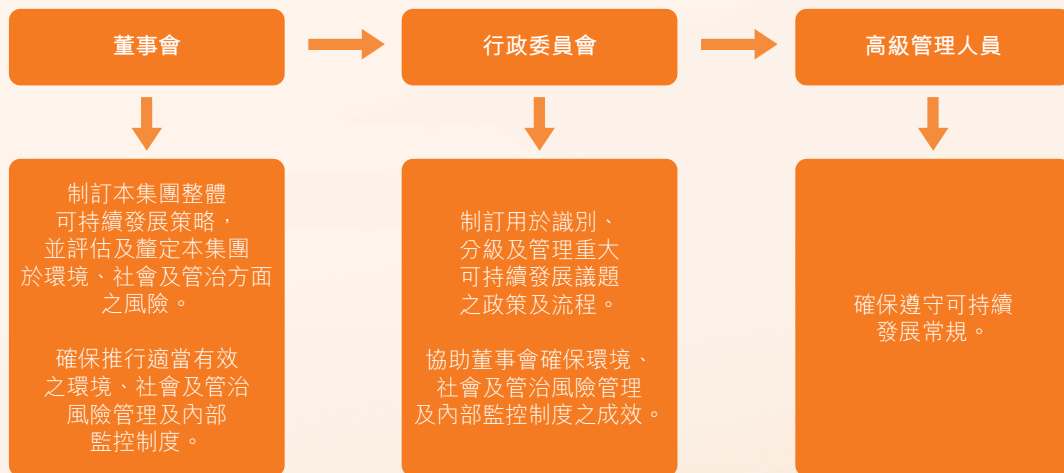 董事會
行政委員會
高級管理人員
制訂本集團整體
可持續發展策略，
並評估及釐定本集團
於環境、社會及管治方面
之風險。
確保推行適當有效
之環境、社會及管治
風險管理及內部
監控制度。
制訂用於識別、
分級及管理重大
可持續發展議題
之政策及流程。
協助董事會確保環境、
社會及管治風險管理
及內部監控制度之成效。
確保遵守可持續
發展常規。